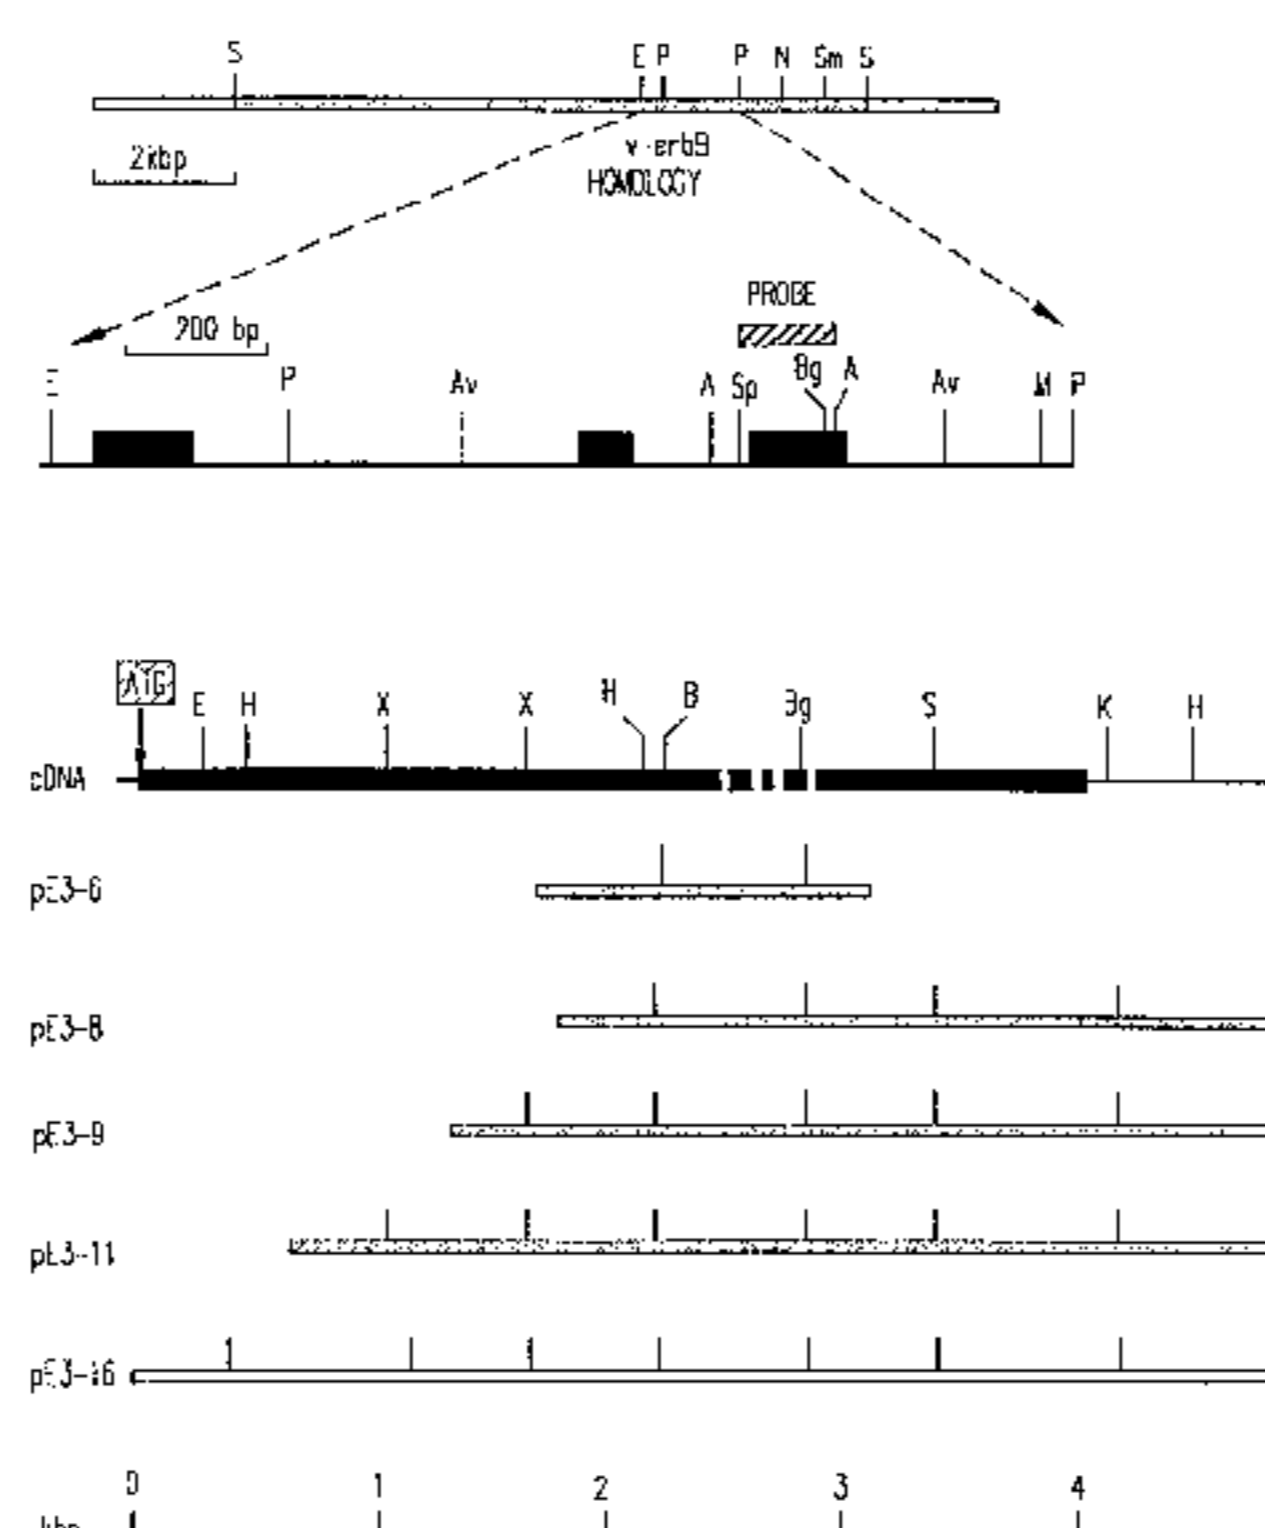 S E P P N Sm S
2kbp
v-erb9
HOMOLOGY
PROBE
200 bp
E P Av A Sp Bg A Av M P
ATG
E H X X H B Bg S K H
cDNA
pE3-6
pE3-8
pE3-9
pE3-11
pE3-16
0 1 2 3 4
kbp